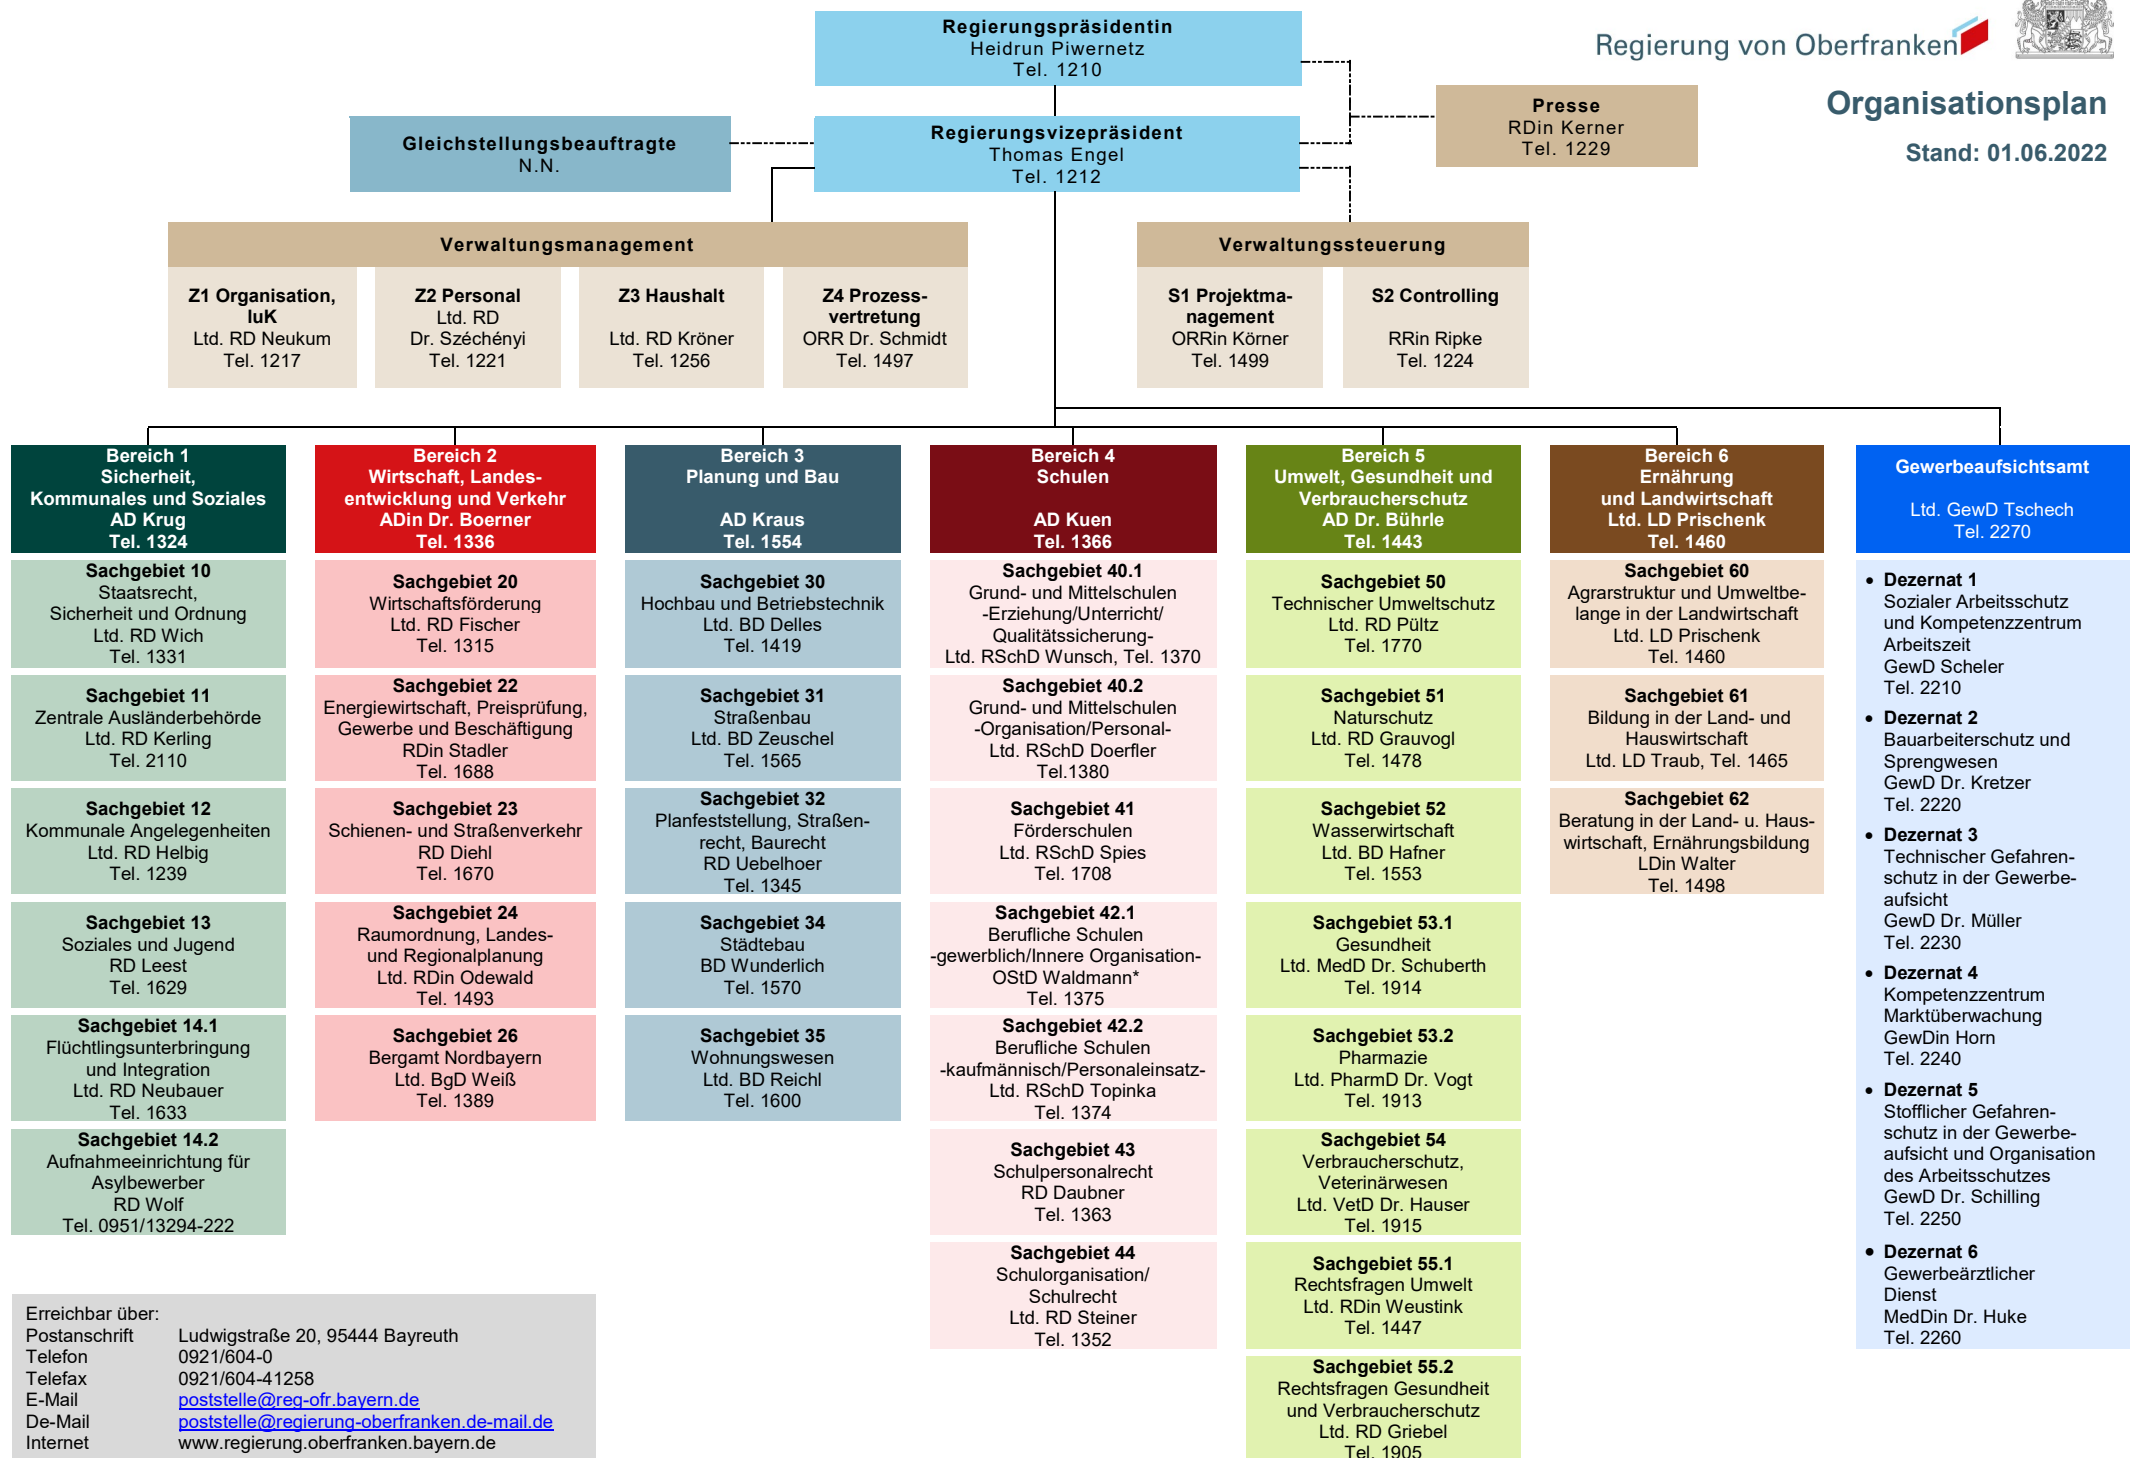 Regierungspräsidentin
Heidrun Piwernetz
Tel. 1210
Regierung von Oberfranken
Organisationsplan
Stand: 01.06.2022
Presse
RDin Kerner
Tel. 1229
Gleichstellungsbeauftragte
N.N.
Regierungsvizepräsident
Thomas Engel
Tel. 1212
Verwaltungsmanagement
Z1 Organisation,
IuK
Ltd. RD Neukum
Tel. 1217
Z2 Personal
Ltd. RD
Dr. Széchényi
Tel. 1221
Z3 Haushalt
Ltd. RD Kröner
Tel. 1256
Z4 Prozess-
vertretung
ORR Dr. Schmidt
Tel. 1497
Verwaltungssteuerung
S1 Projektma-
nagement
ORRin Körner
Tel. 1499
S2 Controlling
RRin Ripke
Tel. 1224
Bereich 1
Sicherheit,
Kommunales und Soziales
AD Krug
Tel. 1324
Sachgebiet 10
Staatsrecht,
Sicherheit und Ordnung
Ltd. RD Wich
Tel. 1331
Sachgebiet 11
Zentrale Ausländerbehörde
Ltd. RD Kerling
Tel. 2110
Sachgebiet 12
Kommunale Angelegenheiten
Ltd. RD Helbig
Tel. 1239
Sachgebiet 13
Soziales und Jugend
RD Leest
Tel. 1629
Sachgebiet 14.1
Flüchtlingsunterbringung
und Integration
Ltd. RD Neubauer
Tel. 1633
Sachgebiet 14.2
Aufnahmeeinrichtung für
Asylbewerber
RD Wolf
Tel. 0951/13294-222
Bereich 2
Wirtschaft, Landes-
entwicklung und Verkehr
ADin Dr. Boerner
Tel. 1336
Sachgebiet 20
Wirtschaftsförderung
Ltd. RD Fischer
Tel. 1315
Sachgebiet 22
Energiewirtschaft, Preisprüfung,
Gewerbe und Beschäftigung
RDin Stadler
Tel. 1688
Sachgebiet 23
Schienen- und Straßenverkehr
RD Diehl
Tel. 1670
Sachgebiet 24
Raumordnung, Landes-
und Regionalplanung
Ltd. RDin Odewald
Tel. 1493
Sachgebiet 26
Bergamt Nordbayern
Ltd. BgD Weiß
Tel. 1389
Bereich 3
Planung und Bau
AD Kraus
Tel. 1554
Sachgebiet 30
Hochbau und Betriebstechnik
Ltd. BD Delles
Tel. 1419
Sachgebiet 31
Straßenbau
Ltd. BD Zeuschel
Tel. 1565
Sachgebiet 32
Planfeststellung, Straßen-
recht, Baurecht
RD Uebelhoer
Tel. 1345
Sachgebiet 34
Städtebau
BD Wunderlich
Tel. 1570
Sachgebiet 35
Wohnungswesen
Ltd. BD Reichl
Tel. 1600
Bereich 4
Schulen
AD Kuen
Tel. 1366
Sachgebiet 40.1
Grund- und Mittelschulen
-Erziehung/Unterricht/
Qualitätssicherung-
Ltd. RSchD Wunsch, Tel. 1370
Sachgebiet 40.2
Grund- und Mittelschulen
-Organisation/Personal-
Ltd. RSchD Doerfler
Tel.1380
Sachgebiet 41
Förderschulen
Ltd. RSchD Spies
Tel. 1708
Sachgebiet 42.1
Berufliche Schulen
-gewerblich/Innere Organisation-
OStD Waldmann*
Tel. 1375
Sachgebiet 42.2
Berufliche Schulen
-kaufmännisch/Personaleinsatz-
Ltd. RSchD Topinka
Tel. 1374
Sachgebiet 43
Schulpersonalrecht
RD Daubner
Tel. 1363
Sachgebiet 44
Schulorganisation/
Schulrecht
Ltd. RD Steiner
Tel. 1352
Bereich 5
Umwelt, Gesundheit und
Verbraucherschutz
AD Dr. Bührle
Tel. 1443
Sachgebiet 50
Technischer Umweltschutz
Ltd. RD Pültz
Tel. 1770
Sachgebiet 51
Naturschutz
Ltd. RD Grauvogl
Tel. 1478
Sachgebiet 52
Wasserwirtschaft
Ltd. BD Hafner
Tel. 1553
Sachgebiet 53.1
Gesundheit
Ltd. MedD Dr. Schuberth
Tel. 1914
Sachgebiet 53.2
Pharmazie
Ltd. PharmD Dr. Vogt
Tel. 1913
Sachgebiet 54
Verbraucherschutz,
Veterinärwesen
Ltd. VetD Dr. Hauser
Tel. 1915
Sachgebiet 55.1
Rechtsfragen Umwelt
Ltd. RDin Weustink
Tel. 1447
Sachgebiet 55.2
Rechtsfragen Gesundheit
und Verbraucherschutz
Ltd. RD Griebel
Tel. 1905
Bereich 6
Ernährung
und Landwirtschaft
Ltd. LD Prischenk
Tel. 1460
Sachgebiet 60
Agrarstruktur und Umweltbe-
lange in der Landwirtschaft
Ltd. LD Prischenk
Tel. 1460
Sachgebiet 61
Bildung in der Land- und
Hauswirtschaft
Ltd. LD Traub, Tel. 1465
Sachgebiet 62
Beratung in der Land- u. Haus-
wirtschaft, Ernährungsbildung
LDin Walter
Tel. 1498
Gewerbeaufsichtsamt
Ltd. GewD Tschech
Tel. 2270
• Dezernat 1
Sozialer Arbeitsschutz
und Kompetenzzentrum
Arbeitszeit
GewD Scheler
Tel. 2210
• Dezernat 2
Bauarbeiterschutz und
Sprengwesen
GewD Dr. Kretzer
Tel. 2220
• Dezernat 3
Technischer Gefahren-
schutz in der Gewerbe-
aufsicht
GewD Dr. Müller
Tel. 2230
• Dezernat 4
Kompetenzzentrum
Marktüberwachung
GewDin Horn
Tel. 2240
• Dezernat 5
Stofflicher Gefahren-
schutz in der Gewerbe-
aufsicht und Organisation
des Arbeitsschutzes
GewD Dr. Schilling
Tel. 2250
• Dezernat 6
Gewerbeärztlicher
Dienst
MedDin Dr. Huke
Tel. 2260
Erreichbar über:
Postanschrift Ludwigstraße 20, 95444 Bayreuth
Telefon 0921/604-0
Telefax 0921/604-41258
E-Mail poststelle@reg-ofr.bayern.de
De-Mail poststelle@regierung-oberfranken.de-mail.de
Internet www.regierung.oberfranken.bayern.de